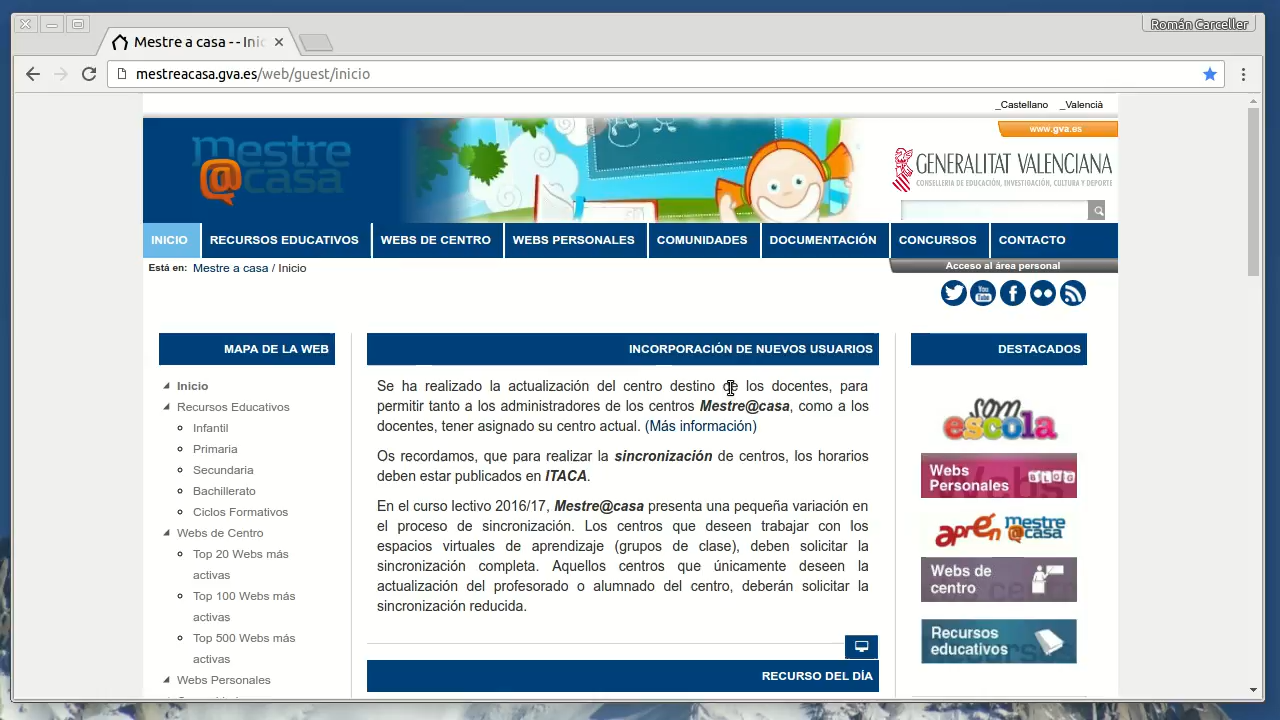 Román Carceller
Mestre a casa -- Inic
mestreacasa.gva.es/web/guest/inicio
_Castellano _Valencià
mestre
@casa
www.gva.es
GENERALITAT VALENCIANA
CONSELLERIA DE EDUCACIÓN, INVESTIGACIÓN, CULTURA Y DEPORTE
INICIO RECURSOS EDUCATIVOS WEBS DE CENTRO WEBS PERSONALES COMUNIDADES DOCUMENTACIÓN CONCURSOS CONTACTO
Está en: Mestre a casa / Inicio
Acceso al área personal
You
Tube
MAPA DE LA WEB
Inicio
Recursos Educativos
Infantil
Primaria
Secundaria
Bachillerato
Ciclos Formativos
Webs de Centro
Top 20 Webs más
activas
Top 100 Webs más
activas
Top 500 Webs más
activas
Webs Personales
INCORPORACIÓN DE NUEVOS USUARIOS
Se ha realizado la actualización del centro destino de los docentes, para
permitir tanto a los administradores de los centros Mestre@casa, como a los
docentes, tener asignado su centro actual. (Más información)
Os recordamos, que para realizar la sincronización de centros, los horarios
deben estar publicados en ITACA.
En el curso lectivo 2016/17, Mestre@casa presenta una pequeña variación en
el proceso de sincronización. Los centros que deseen trabajar con los
espacios virtuales de aprendizaje (grupos de clase), deben solicitar la
sincronización completa. Aquellos centros que únicamente deseen la
actualización del profesorado o alumnado del centro, deberán solicitar la
sincronización reducida.
RECURSO DEL DÍA
DESTACADOS
som
escola
Webs
Personales
BLOG
aprén mestre
@casa
Webs de
centro
Recursos
educativos